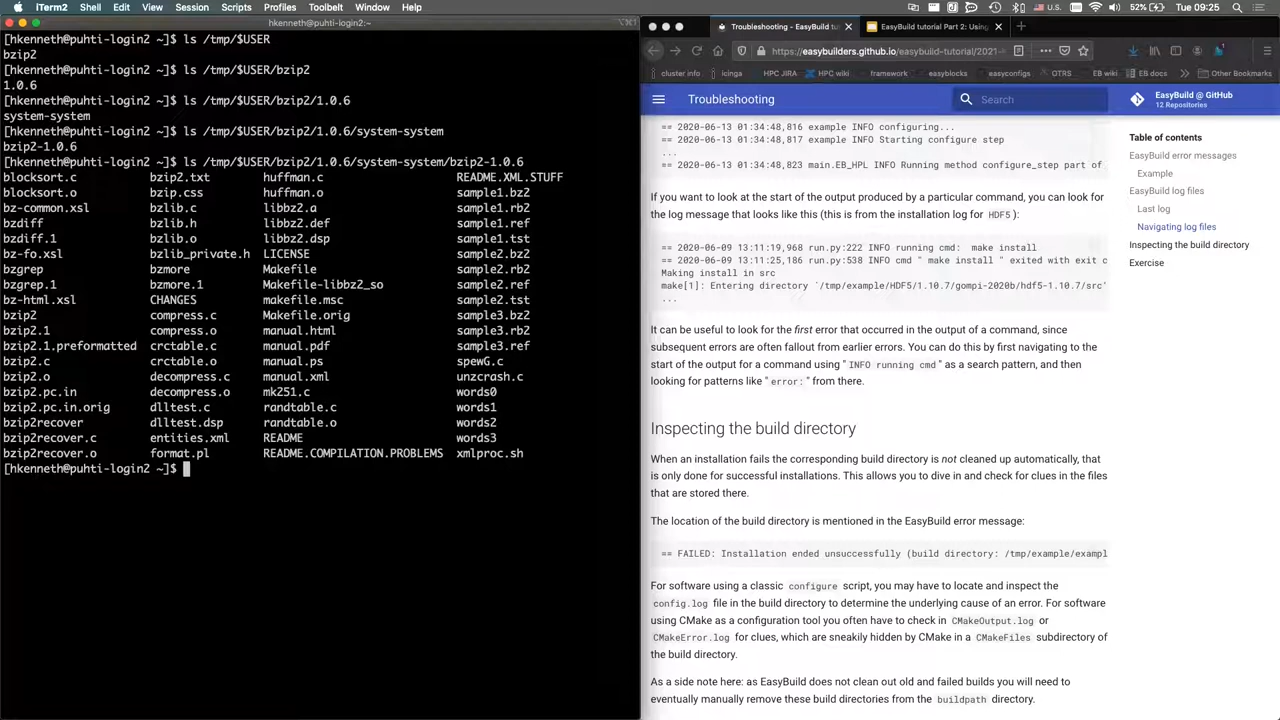 iTerm2 Shell Edit View Session Scripts Profiles Toolbelt Window Help
52% Tue 09:25
hkenneth@puhti-login2:~
[hkenneth@puhti-login2 ~]$ ls /tmp/$USER
bzip2
[hkenneth@puhti-login2 ~]$ ls /tmp/$USER/bzip2
1.0.6
[hkenneth@puhti-login2 ~]$ ls /tmp/$USER/bzip2/1.0.6
system-system
[hkenneth@puhti-login2 ~]$ ls /tmp/$USER/bzip2/1.0.6/system-system
bzip2-1.0.6
[hkenneth@puhti-login2 ~]$ ls /tmp/$USER/bzip2/1.0.6/system-system/bzip2-1.0.6
blocksort.c bzip2.txt huffman.c README.XML.STUFF
blocksort.o bzip.css huffman.o sample1.bz2
bz-common.xsl bzlib.c libbz2.a sample1.rb2
bzdiff bzlib.h libbz2.def sample1.ref
bzdiff.1 bzlib.o libbz2.dsp sample1.tst
bz-fo.xsl bzlib_private.h LICENSE sample2.bz2
bzgrep bzmore Makefile sample2.rb2
bzgrep.1 bzmore.1 Makefile-libbz2_so sample2.ref
bz-html.xsl CHANGES makefile.msc sample2.tst
bzip2 compress.c Makefile.orig sample3.bz2
bzip2.1 compress.o manual.html sample3.rb2
bzip2.1.preformatted crctable.c manual.pdf sample3.ref
bzip2.c crctable.o manual.ps spewG.c
bzip2.o decompress.c manual.xml unzcrash.c
bzip2.pc.in decompress.o mk251.c words0
bzip2.pc.in.orig dlltest.c randtable.c words1
bzip2recover dlltest.dsp randtable.o words2
bzip2recover.c entities.xml README words3
bzip2recover.o format.pl README.COMPILATION.PROBLEMS xmlproc.sh
[hkenneth@puhti-login2 ~]$
Troubleshooting - EasyBuild tu
EasyBuild tutorial Part 2: Using
https://easybuilders.github.io/easybuild-tutorial/2021-
cluster info icinga HPC JIRA HPC wiki framework easyblocks easyconfigs OTRS EB wiki EB docs Other Bookmarks
Troubleshooting
Search
EasyBuild @ GitHub
12 Repositories
== 2020-06-13 01:34:48,816 example INFO configuring...
== 2020-06-13 01:34:48,817 example INFO Starting configure step
...
== 2020-06-13 01:34:48,823 main.EB_HPL INFO Running method configure_step part of
If you want to look at the start of the output produced by a particular command, you can look for
the log message that looks like this (this is from the installation log for HDF5 ):
== 2020-06-09 13:11:19,968 run.py:222 INFO running cmd:  make install
== 2020-06-09 13:11:25,186 run.py:538 INFO cmd " make install " exited with exit c
Making install in src
make[1]: Entering directory `/tmp/example/HDF5/1.10.7/gompi-2020b/hdf5-1.10.7/src'
...
It can be useful to look for the first error that occurred in the output of a command, since
subsequent errors are often fallout from earlier errors. You can do this by first navigating to the
start of the output for a command using " INFO running cmd " as a search pattern, and then
looking for patterns like " error: " from there.
Inspecting the build directory
When an installation fails the corresponding build directory is not cleaned up automatically, that
is only done for successful installations. This allows you to dive in and check for clues in the files
that are stored there.
The location of the build directory is mentioned in the EasyBuild error message:
== FAILED: Installation ended unsuccessfully (build directory: /tmp/example/exampl
For software using a classic configure script, you may have to locate and inspect the
config.log file in the build directory to determine the underlying cause of an error. For software
using CMake as a configuration tool you often have to check in CMakeOutput.log or
CMakeError.log for clues, which are sneakily hidden by CMake in a CMakeFiles subdirectory of
the build directory.
As a side note here: as EasyBuild does not clean out old and failed builds you will need to
eventually manually remove these build directories from the buildpath directory.
Table of contents
EasyBuild error messages
Example
EasyBuild log files
Last log
Navigating log files
Inspecting the build directory
Exercise